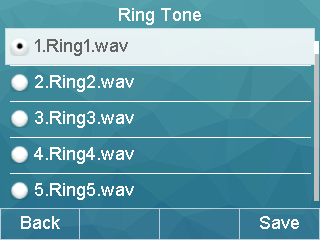 Ring Tone
1.Ring1.wav
2.Ring2.wav
3.Ring3.wav
4.Ring4.wav
5.Ring5.wav
Back Save